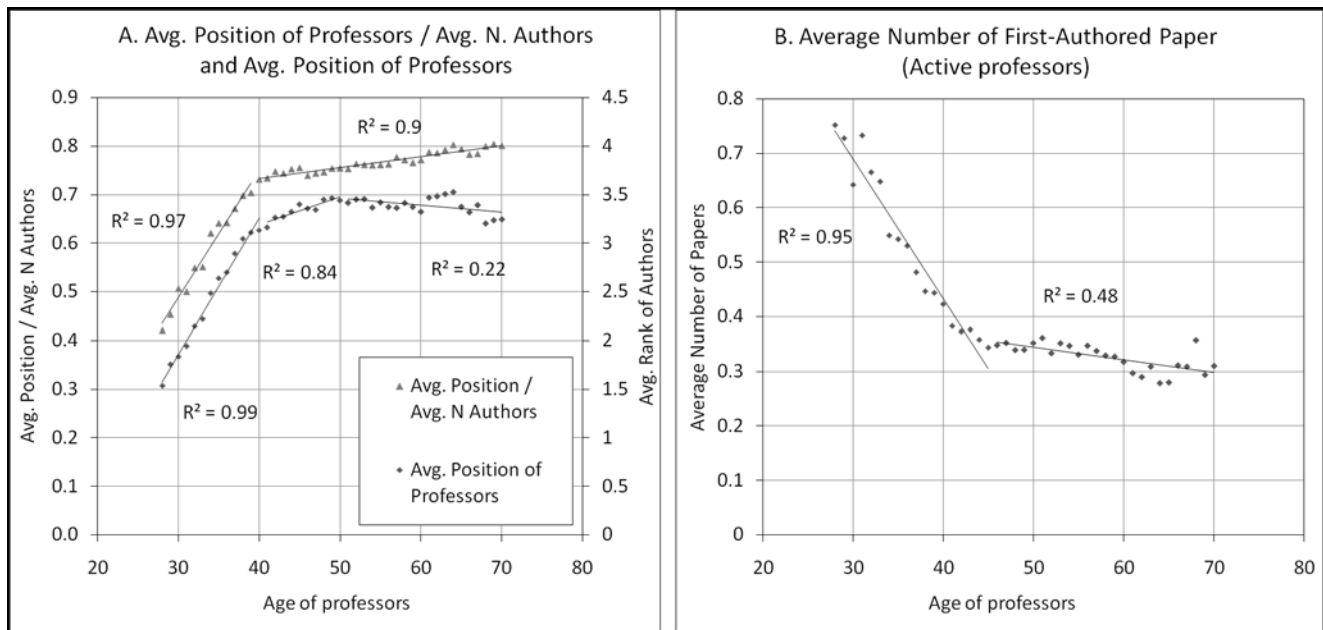 A. Avg. Position of Professors / Avg. N. Authors
and Avg. Position of Professors
0.9
0.8
0.7
0.6
0.5
0.4
0.3
0.2
0.1
0.0
Avg. Position / Avg. N Authors
4.5
4
3.5
3
2.5
2
1.5
1
0.5
0
Avg. Rank of Authors
R² = 0.9
R² = 0.97
R² = 0.84
R² = 0.22
R² = 0.99
Avg. Position /
Avg. N Authors
Avg. Position of
Professors
20 30 40 50 60 70 80
Age of professors
B. Average Number of First-Authored Paper
(Active professors)
0.8
0.7
0.6
0.5
0.4
0.3
0.2
0.1
0
Average Number of Papers
R² = 0.95
R² = 0.48
20 30 40 50 60 70 80
Age of professors